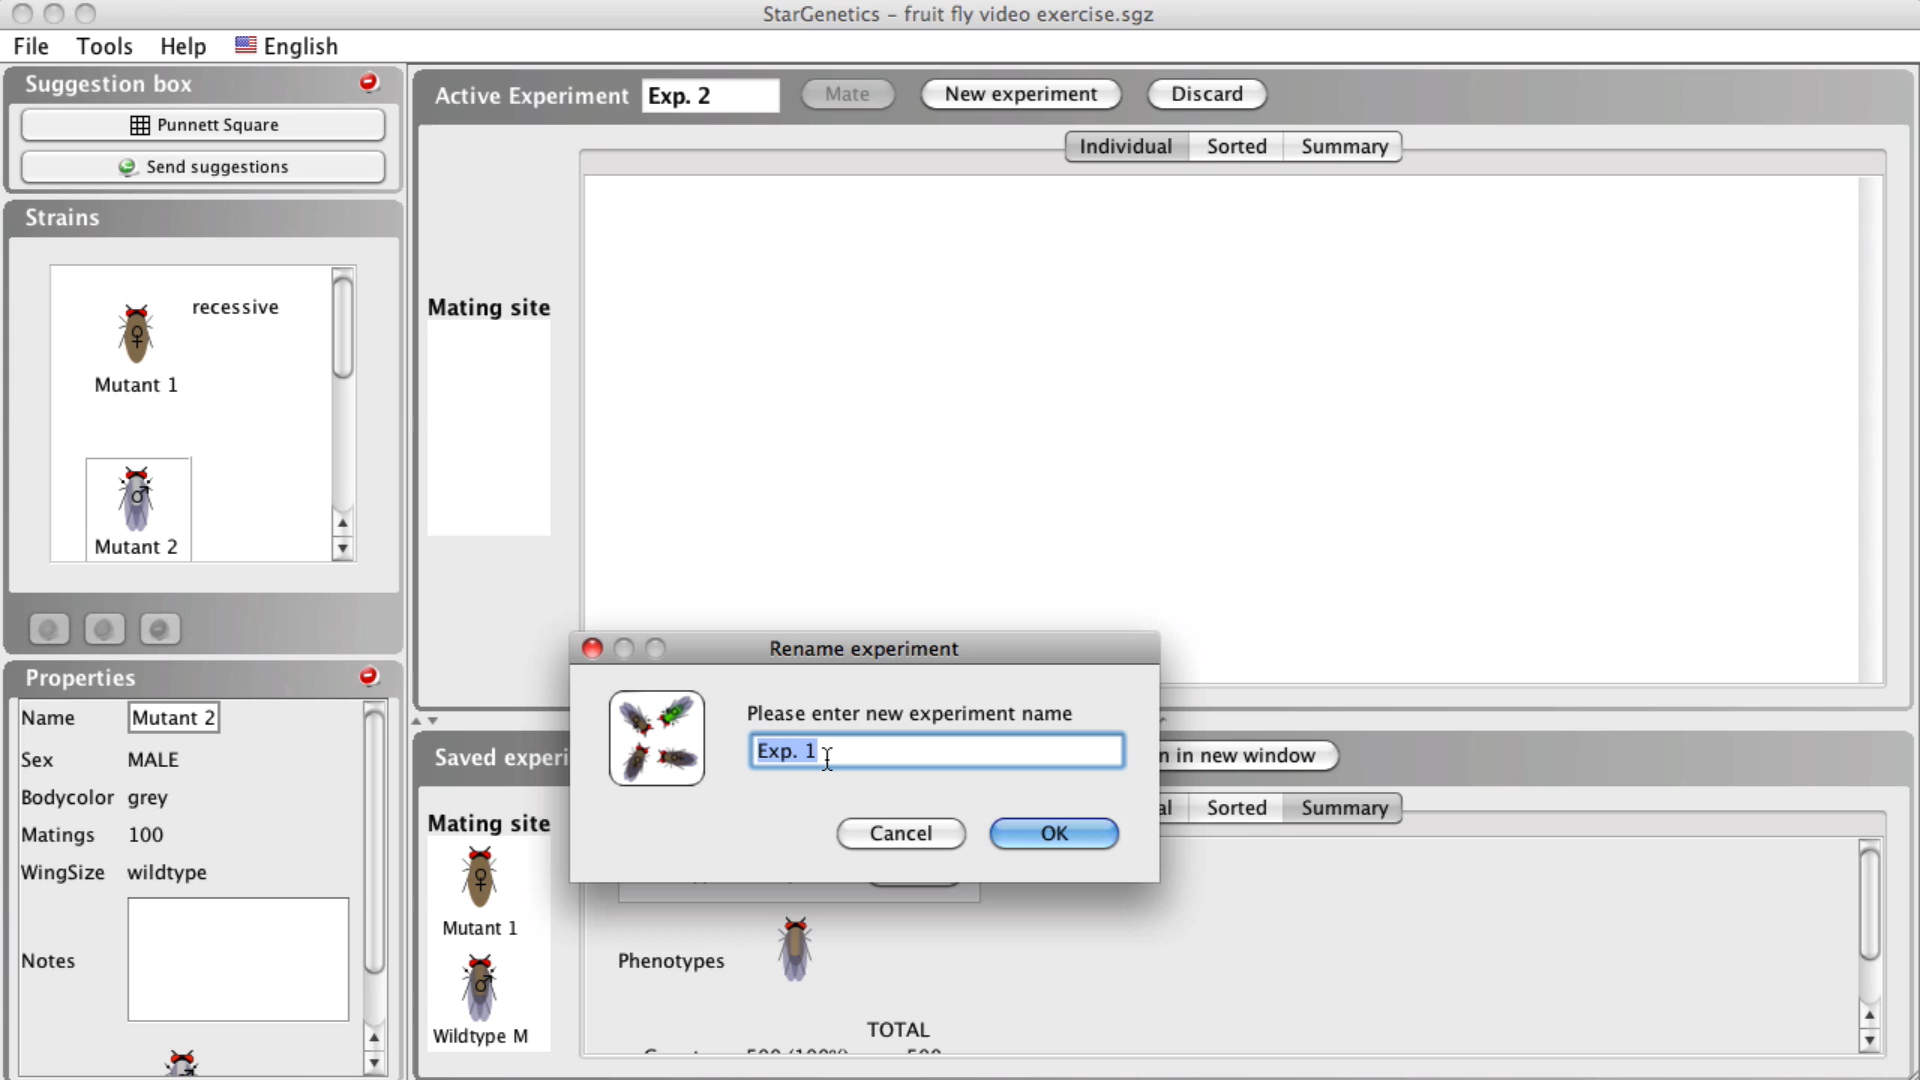 StarGenetics – fruit fly video exercise.sgz
File Tools Help English
Suggestion box
Punnett Square
Send suggestions
Strains
recessive
Mutant 1
Mutant 2
Properties
Name Mutant 2
Sex MALE
Bodycolor grey
Matings 100
WingSize wildtype
Notes
Active Experiment Exp. 2 Mate New experiment Discard
Individual Sorted Summary
Mating site
Rename experiment
Please enter new experiment name
Exp. 1
Cancel OK
Saved experi
n in new window
al Sorted Summary
Mating site
Mutant 1
Wildtype M
Phenotypes
TOTAL
500 (100%) 500